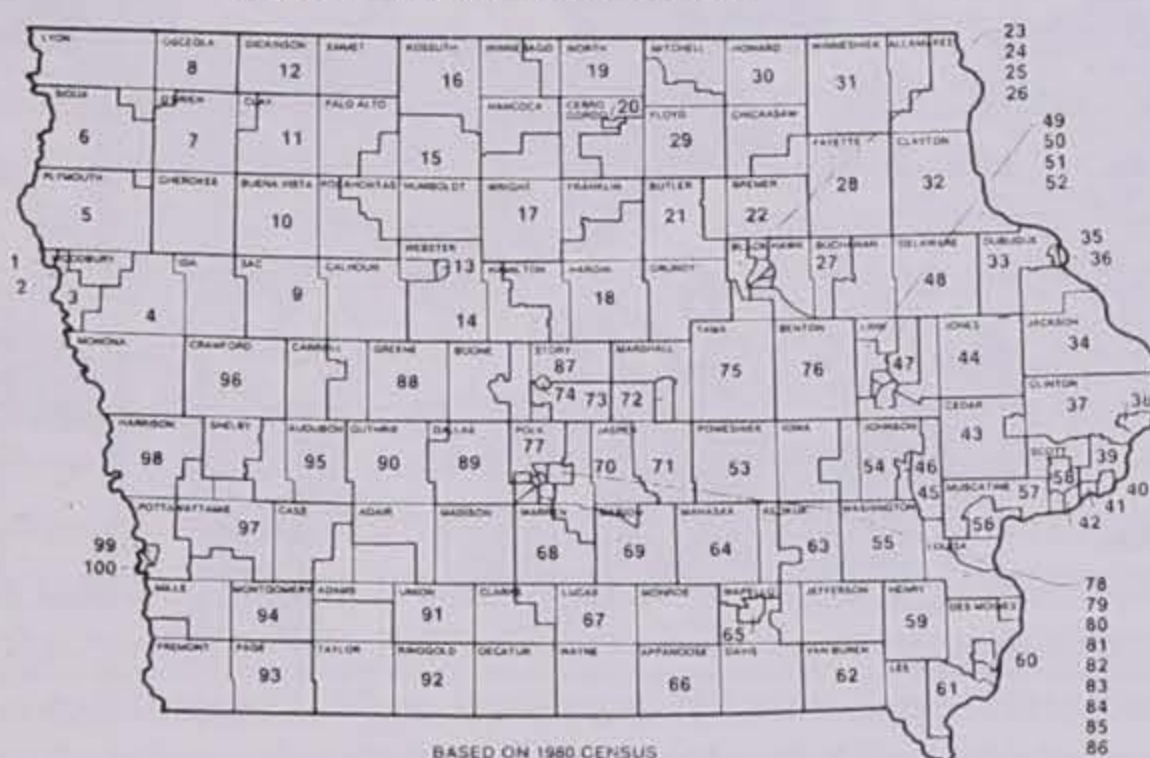 LYON OSCEOLA DICKINSON EMMET KOSSUTH WINNEBAGO WORTH MITCHELL HOWARD WINNESHIEK ALLAMAKEE 23
8 12 16 19 30 31 24
25
26
SIOUX O'BRIEN CLAY PALO ALTO HANCOCK CERRO GORDO 20 FLOYD CHICKASAW
6 7 11 15 29 49
FAYETTE CLAYTON 50
28 32 51
52
PLYMOUTH CHEROKEE BUENA VISTA POCAHONTAS HUMBOLDT WRIGHT FRANKLIN BUTLER BREMER
5 10 17 21 22
WEBSTER BLACK HAWK BUCHANAN DELAWARE DUBUQUE 35
1 WOODBURY IDA SAC CALHOUN 13 HAMILTON HARDIN GRUNDY 27 33 36
2 3 4 9 14 18 48
MONONA CRAWFORD CARROLL GREENE BOONE STORY MARSHALL TAMA BENTON LINN JONES JACKSON
96 88 87 75 76 47 44 34
74 73 72
CLINTON
37 38
CEDAR
43
HARRISON SHELBY AUDUBON GUTHRIE DALLAS POLK JASPER POWESHIEK IOWA JOHNSON SCOTT
98 95 90 89 77 70 71 53 54 46 58 39
45 MUSCATINE 57 40
41
42
56
POTTAWATTAMIE CASS ADAIR MADISON WARREN MARION MAHASKA KEOKUK WASHINGTON
97 68 69 64 63 55 LOUISA
99
100
MILLS MONTGOMERY ADAMS UNION CLARKE LUCAS MONROE WAPELLO JEFFERSON HENRY DES MOINES 78
94 91 67 65 59 79
80
FREMONT PAGE TAYLOR RINGGOLD DECATUR WAYNE APPANOOSE DAVIS VAN BUREN LEE 60 81
93 92 66 62 61 82
83
84
85
86
BASED ON 1980 CENSUS